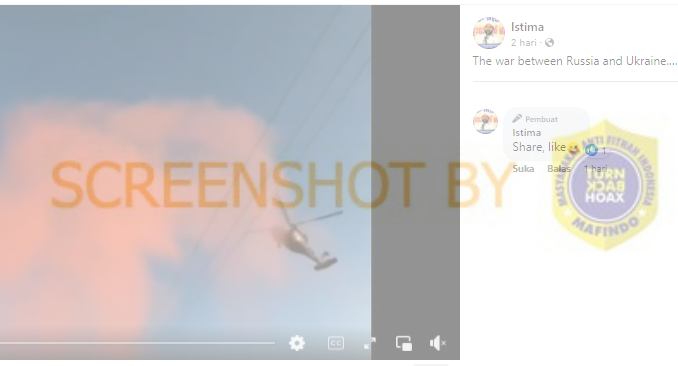 Istima
2 hari ·
The war between Russia and Ukraine....
Pembuat
Istima
Share, like
1
Suka Balas 1 hari
SCREENSHOT BY
MASYARAKAT ANTI FITNAH INDONESIA
TURN
BACK
HOAX
MAFINDO
CC